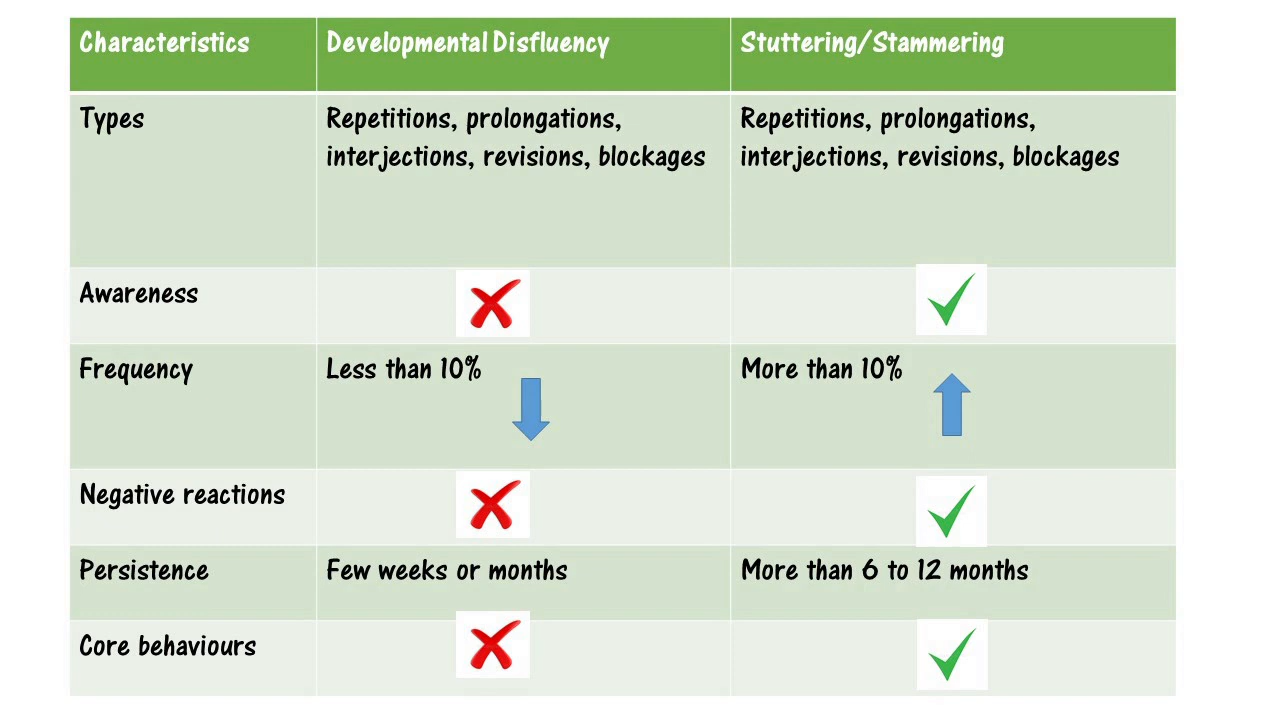 Characteristics
Developmental Disfluency
Stuttering/Stammering
Types
Repetitions, prolongations,
interjections, revisions, blockages
Repetitions, prolongations,
interjections, revisions, blockages
Awareness
Frequency
Less than 10%
More than 10%
Negative reactions
Persistence
Few weeks or months
More than 6 to 12 months
Core behaviours